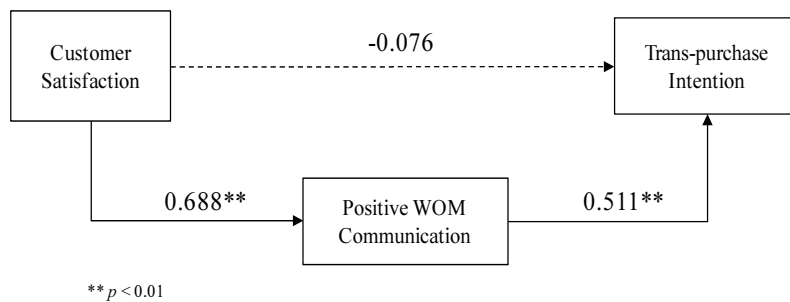 Customer
Satisfaction
-0.076
Trans-purchase
Intention
0.688**
Positive WOM
Communication
0.511**
** p < 0.01